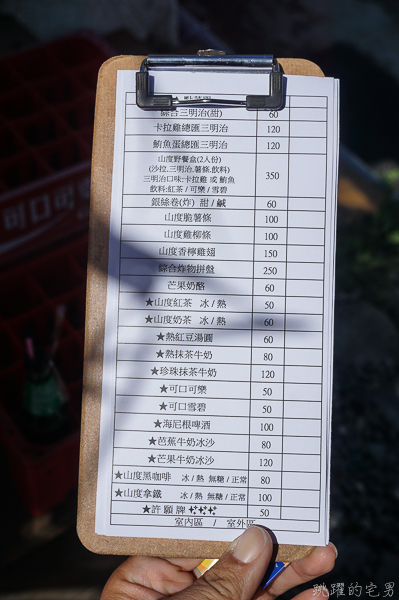 綜合三明治(甜) 60
卡拉雞總匯三明治 120
鮪魚蛋總匯三明治 120
山度野餐盒(2人份)
(沙拉.三明治.薯條.飲料)
三明治口味:卡拉雞 或 鮪魚
飲料:紅茶 / 可樂 / 雪碧
350
銀絲卷(炸) 甜 / 鹹 60
山度脆薯條 100
山度雞柳條 100
山度香檸雞翅 150
綜合炸物拼盤 250
芒果奶酪 60
★山度紅茶 冰 / 熱 50
★山度奶茶 冰 / 熱 60
★熱紅豆湯圓 60
★熱抹茶牛奶 80
★珍珠抹茶牛奶 120
★可口可樂 50
★可口雪碧 50
★海尼根啤酒 100
★芭蕉牛奶冰沙 80
★芒果牛奶冰沙 120
★山度黑咖啡 冰 / 熱 無糖 / 正常 80
★山度拿鐵 冰 / 熱 無糖 / 正常 100
★許願牌 50
室內區 / 室外區
可口可
跳躍的宅男